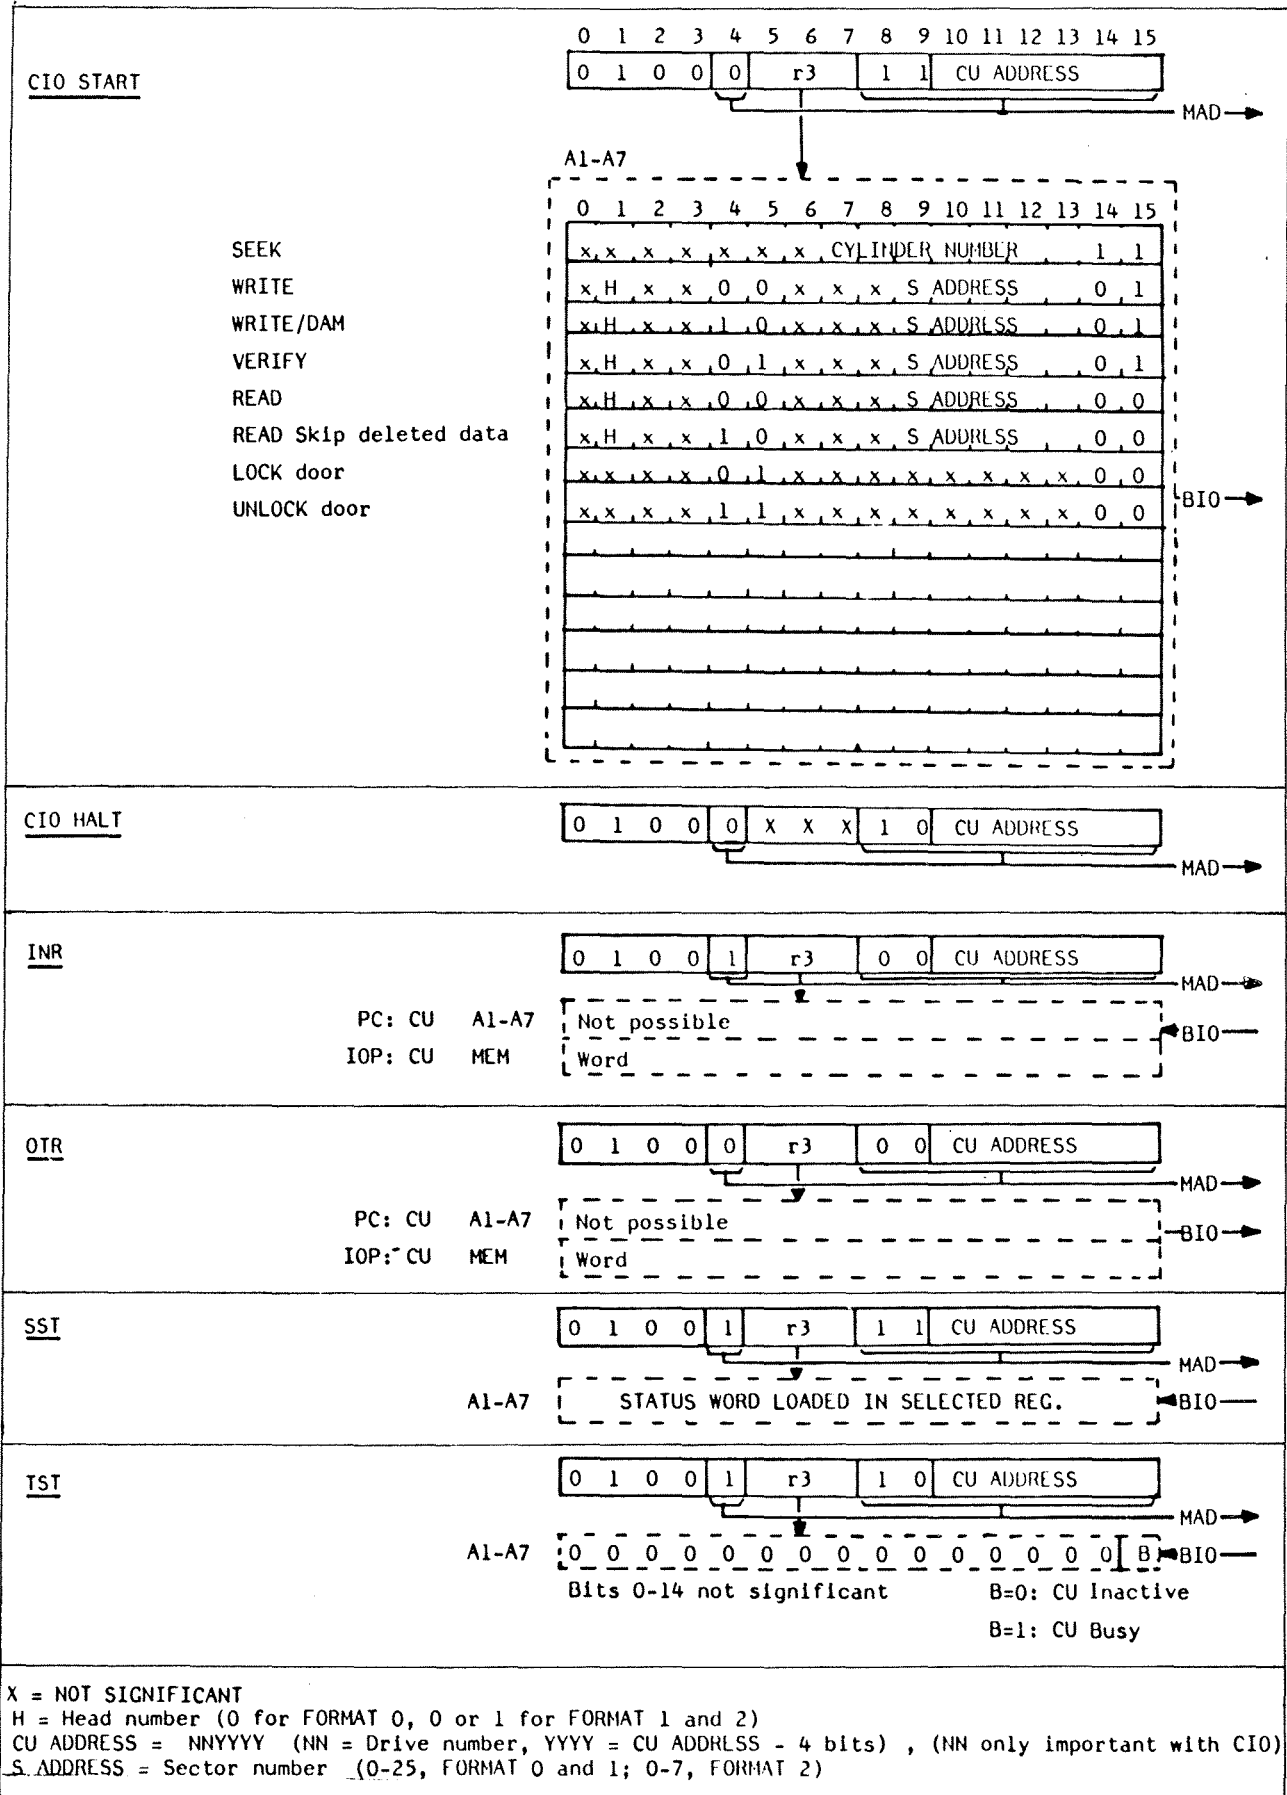 0 1 2 3 4 5 6 7 8 9 10 11 12 13 14 15
CIO START 0 1 0 0 0 r3 1 1 CU ADDRESS
MAD
A1-A7
0 1 2 3 4 5 6 7 8 9 10 11 12 13 14 15
SEEK x x x x x x x CYLINDER NUMBER 1 1
WRITE x H x x 0 0 x x x S ADDRESS 0 1
WRITE/DAM x H x x 1 0 x x x S ADDRESS 0 1
VERIFY x H x x 0 1 x x x S ADDRESS 0 1
READ x H x x 0 0 x x x S ADDRESS 0 0
READ Skip deleted data x H x x 1 0 x x x S ADDRESS 0 0
LOCK door x x x x 0 1 x x x x x x x x 0 0
UNLOCK door x x x x 1 1 x x x x x x x x 0 0
BIO
CIO HALT 0 1 0 0 0 X X X 1 0 CU ADDRESS
MAD
INR 0 1 0 0 1 r3 0 0 CU ADDRESS
MAD
PC: CU A1-A7 Not possible
BIO
IOP: CU MEM Word
OTR 0 1 0 0 0 r3 0 0 CU ADDRESS
MAD
PC: CU A1-A7 Not possible
BIO
IOP: CU MEM Word
SST 0 1 0 0 1 r3 1 1 CU ADDRESS
MAD
A1-A7 STATUS WORD LOADED IN SELECTED REG. BIO
TST 0 1 0 0 1 r3 1 0 CU ADDRESS
MAD
A1-A7 0 0 0 0 0 0 0 0 0 0 0 0 0 0 0 B BIO
Bits 0-14 not significant B=0: CU Inactive
B=1: CU Busy
X = NOT SIGNIFICANT
H = Head number (0 for FORMAT 0, 0 or 1 for FORMAT 1 and 2)
CU ADDRESS = NNYYYY (NN = Drive number, YYYY = CU ADDRESS - 4 bits) , (NN only important with CIO)
S ADDRESS = Sector number (0-25, FORMAT 0 and 1; 0-7, FORMAT 2)